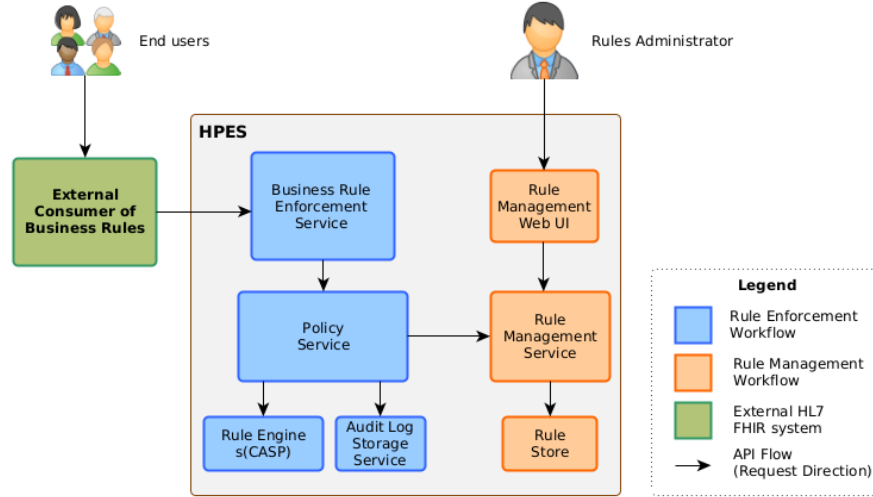 End users
Rules Administrator
HPES
External
Consumer of
Business Rules
Business Rule
Enforcement
Service
Rule
Management
Web UI
Policy
Service
Rule
Management
Service
Rule Engine
s(CASP)
Audit Log
Storage
Service
Rule
Store
Legend
Rule Enforcement
Workflow
Rule Management
Workflow
External HL7
FHIR system
API Flow
(Request Direction)